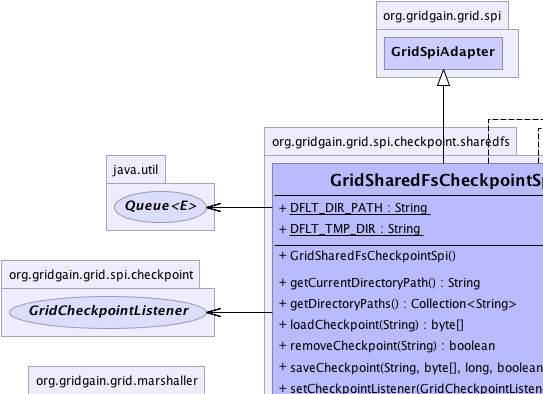 org.gridgain.grid.spi
GridSpiAdapter
org.gridgain.grid.spi.checkpoint.sharedfs
java.util
GridSharedFsCheckpointSp
Queue<E>
+ DFLT_DIR_PATH : String
+ DFLT_TMP_DIR : String
+ GridSharedFsCheckpointSpi()
org.gridgain.grid.spi.checkpoint
+ getCurrentDirectoryPath() : String
GridCheckpointListener
+ getDirectoryPaths() : Collection<String>
+ loadCheckpoint(String) : byte[]
+ removeCheckpoint(String) : boolean
+ saveCheckpoint(String, byte[], long, boolean
org.gridgain.grid.marshaller
+ setCheckpointListener(GridCheckpointListene